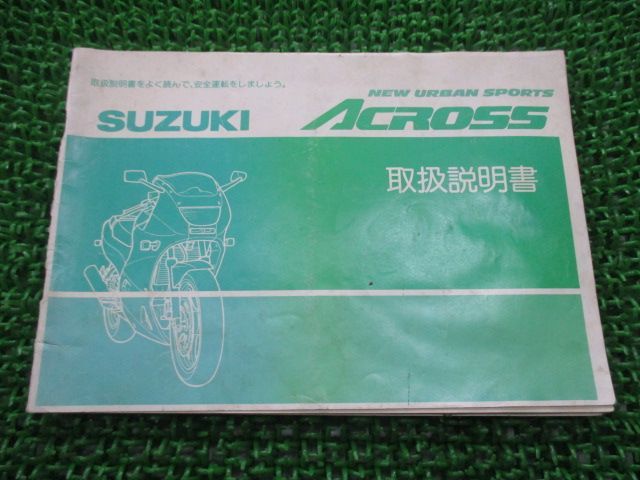 取扱説明書をよく読んで、安全運転をしましょう。
NEW URBAN SPORTS
SUZUKI ACROSS
取扱説明書